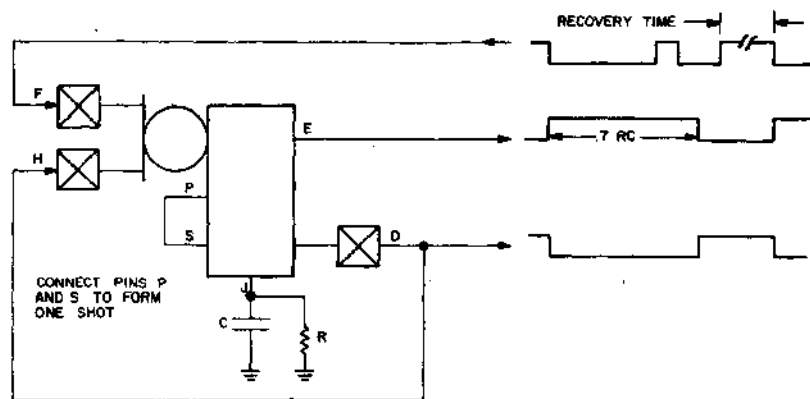 RECOVERY TIME
F
E
.7 RC
H
P
S
D
CONNECT PINS P
AND S TO FORM
ONE SHOT
J
C
R